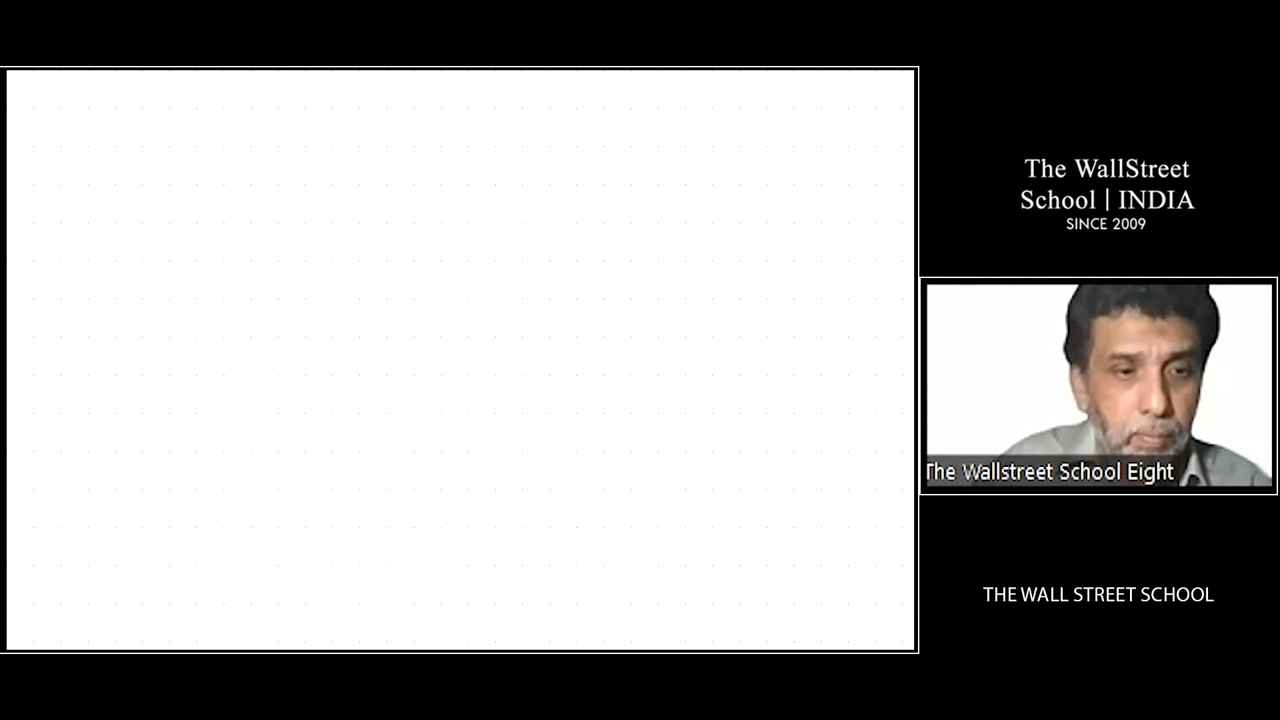 The WallStreet
School | INDIA
SINCE 2009
The Wallstreet School Eight
THE WALL STREET SCHOOL